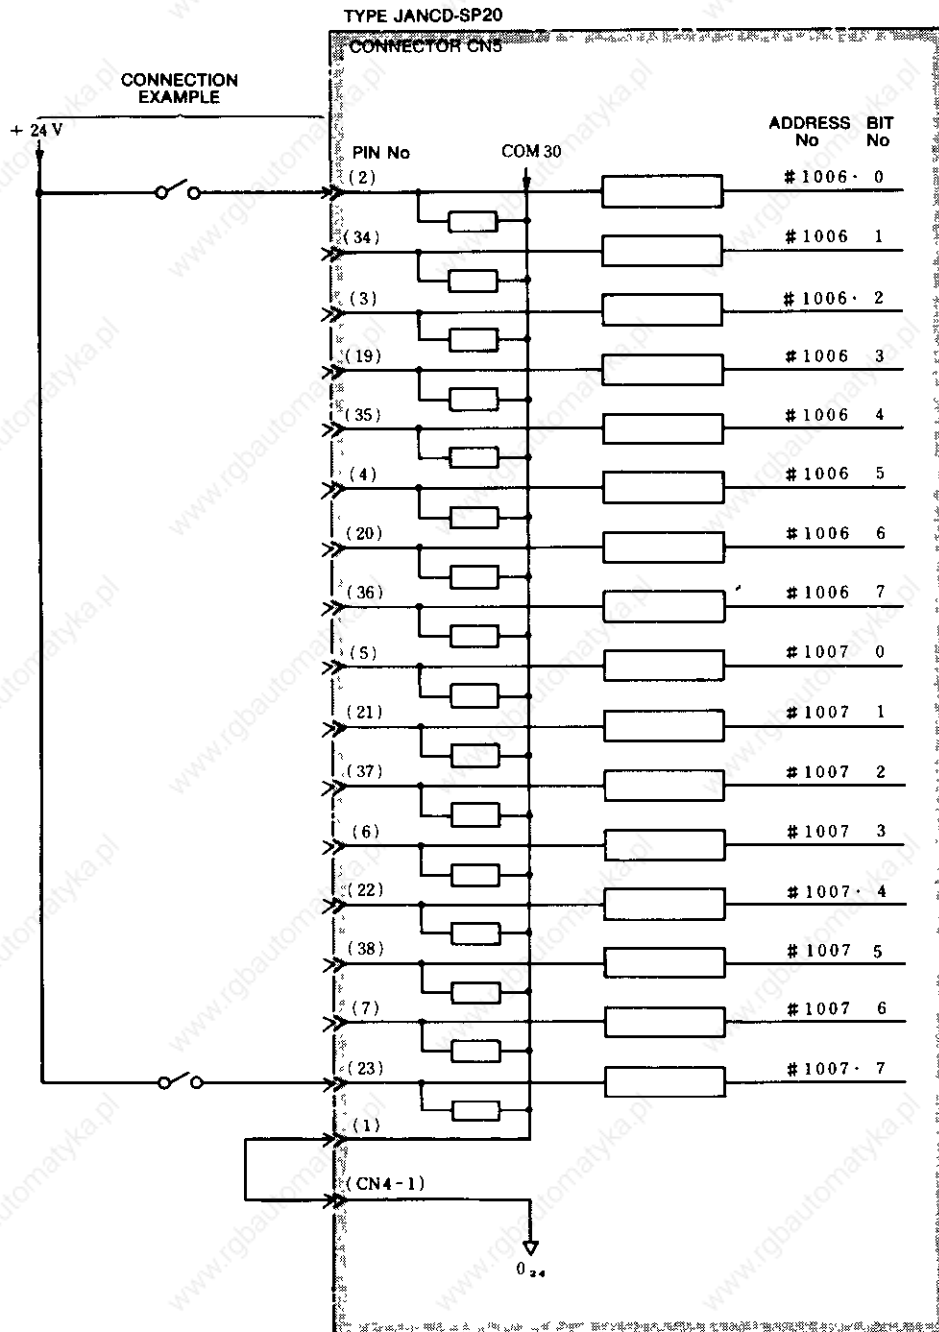 TYPE JANCD-SP20
CONNECTOR CN5
CONNECTION
EXAMPLE
+ 24 V
ADDRESS BIT
No No
PIN No COM 30
(2) # 1006 · 0
(34) # 1006 1
(3) # 1006 · 2
(19) # 1006 3
(35) # 1006 4
(4) # 1006 5
(20) # 1006 6
(36) # 1006 7
(5) # 1007 0
(21) # 1007 1
(37) # 1007 2
(6) # 1007 3
(22) # 1007 · 4
(38) # 1007 5
(7) # 1007 6
(23) # 1007 · 7
(1)
(CN4-1)
0 24
www.rgbautomatyka.pl